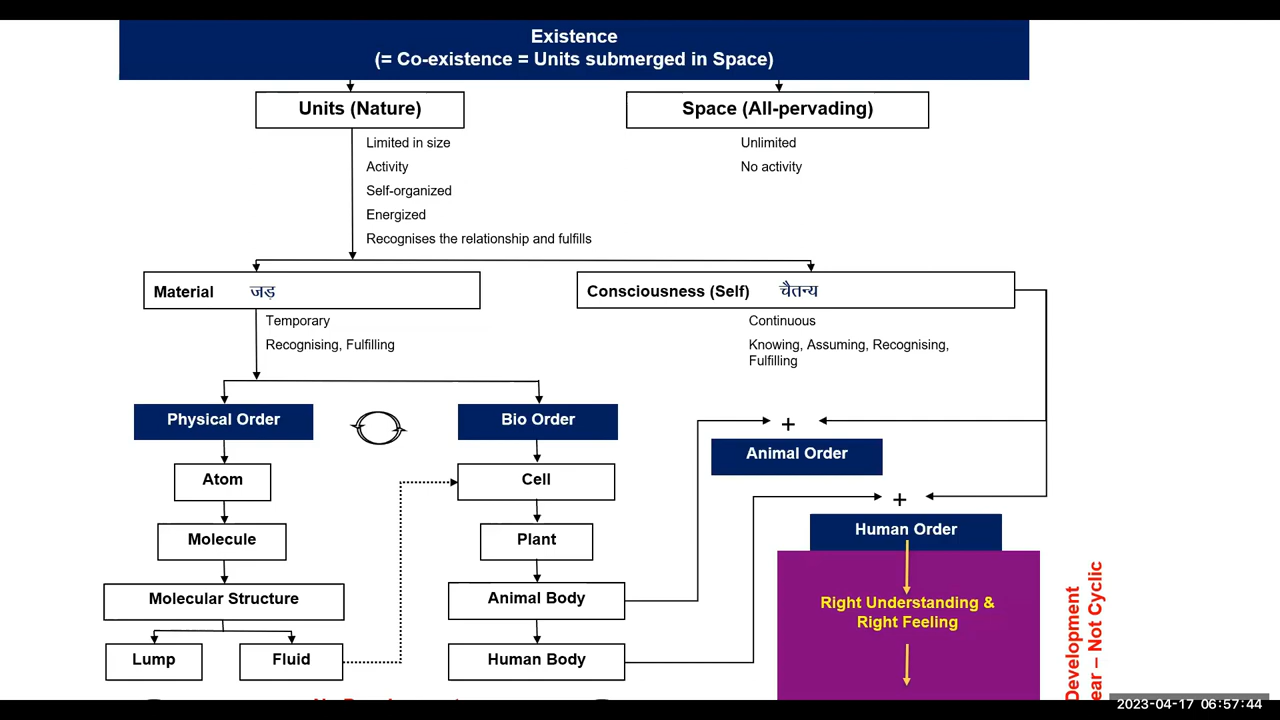 Existence
(= Co-existence = Units submerged in Space)
Units (Nature)
Space (All-pervading)
Limited in size
Activity
Self-organized
Energized
Recognises the relationship and fulfills
Unlimited
No activity
Material जड़
Consciousness (Self) चैतन्य
Temporary
Recognising, Fulfilling
Continuous
Knowing, Assuming, Recognising,
Fulfilling
Physical Order
Bio Order
+
Animal Order
Atom
Cell
+
Human Order
Molecule
Plant
Molecular Structure
Animal Body
Right Understanding &
Right Feeling
Lump
Fluid
Human Body
Development
– Not Cyclic
2023-04-17 06:57:44